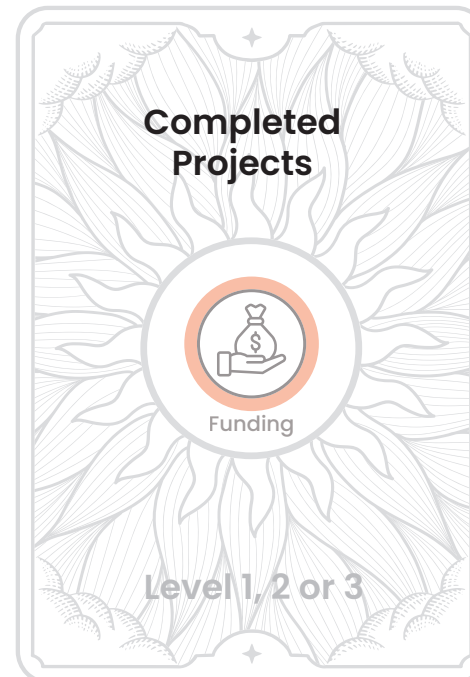 Completed
Projects
$
Funding
Level 1, 2 or 3